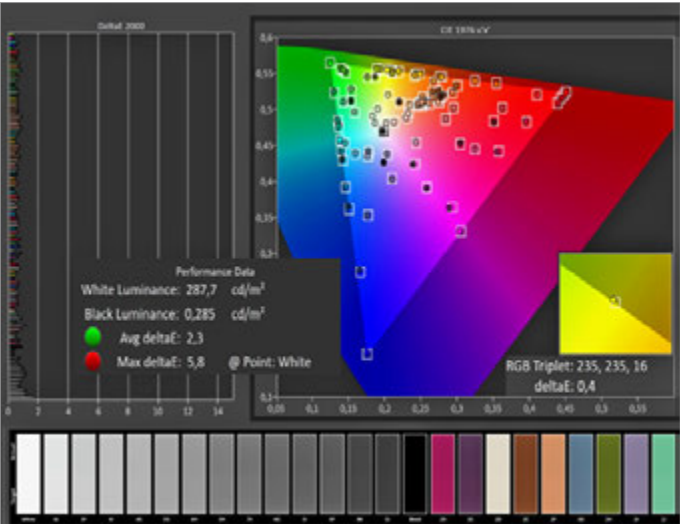 DeltaE 2000
CIE 1976 u'v'
0,6
0,55
0,5
0,45
0,4
0,35
0,3
Performance Data
White Luminance: 287,7 cd/m²
Black Luminance: 0,285 cd/m²
Avg deltaE: 2,3
Max deltaE: 5,8 @ Point: White
RGB Triplet: 235, 235, 16
deltaE: 0,4
0 2 4 6 8 10 12 14
0,05 0,1 0,15 0,2 0,25 0,3 0,35 0,4 0,45 0,5 0,55